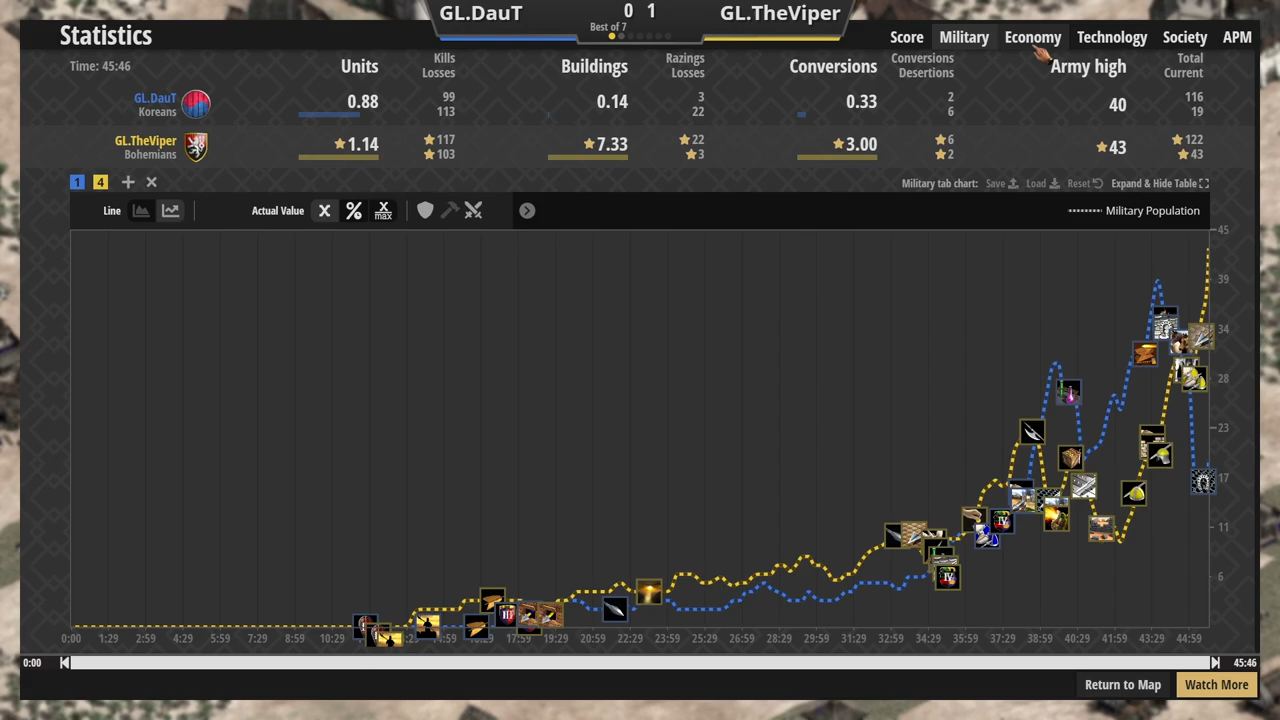 GL.DauT 0 1 GL.TheViper
Best of 7
Statistics
Score Military Economy Technology Society APM
Time: 45:46 Units Kills Losses Buildings Razings Losses Conversions Conversions Desertions Army high Total Current
GL.DauT Koreans 0.88 99 113 0.14 3 22 0.33 2 6 40 116 19
GL.TheViper Bohemians 1.14 117 103 7.33 22 3 3.00 6 2 43 122 43
1 4 Military tab chart: Save Load Reset Expand & Hide Table
Line Actual Value X % X max Military Population
45
39
34
28
23
17
11
6
III
IV
IV
0:00 1:29 2:59 4:29 5:59 7:29 8:59 10:29 14:59 17:59 19:29 20:59 22:29 23:59 25:29 26:59 28:29 29:59 31:29 32:59 34:29 35:59 37:29 38:59 40:29 41:59 43:29 44:59
0:00 45:46
Return to Map Watch More